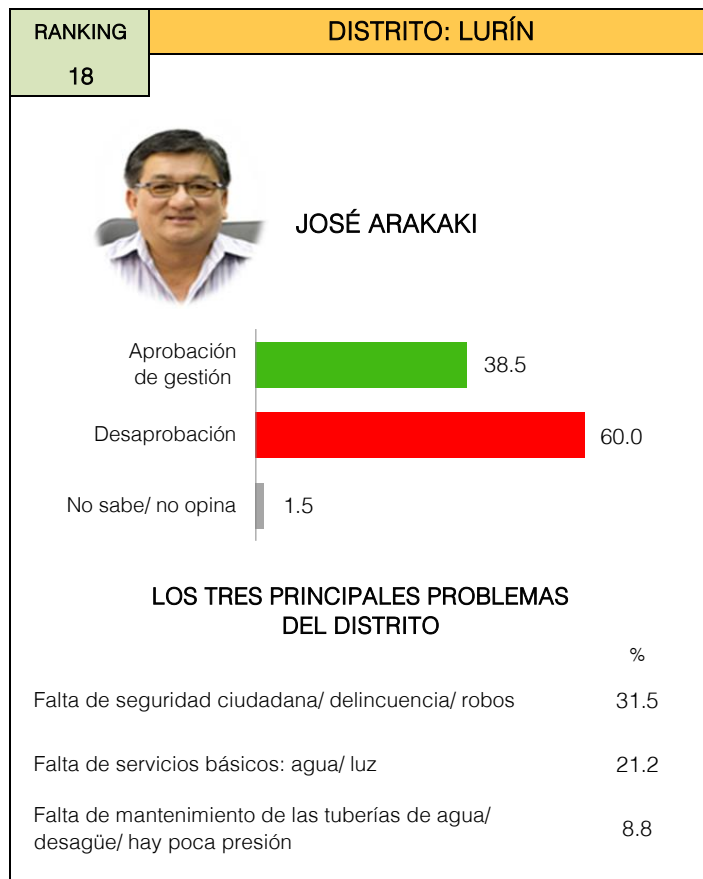 RANKING
18
DISTRITO: LURÍN
JOSÉ ARAKAKI
Aprobación
de gestión
38.5
Desaprobación
60.0
No sabe/ no opina
1.5
LOS TRES PRINCIPALES PROBLEMAS
DEL DISTRITO
%
Falta de seguridad ciudadana/ delincuencia/ robos 31.5
Falta de servicios básicos: agua/ luz 21.2
Falta de mantenimiento de las tuberías de agua/
desagüe/ hay poca presión 8.8